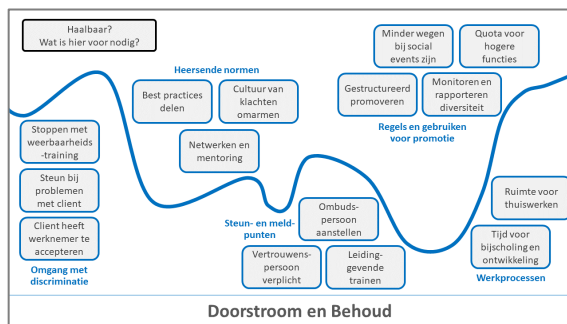 Haalbaar?
Wat is hier voor nodig?
Stoppen met
weerbaarheids
-training
Steun bij
problemen
met client
Client heeft
werknemer te
accepteren
Omgang met
discriminatie
Heersende normen
Best practices
delen
Cultuur van
klachten
omarmen
Netwerken en
mentoring
Steun- en meld-
punten
Ombuds-
persoon
aanstellen
Vertrouwens-
persoon
verplicht
Leiding-
gevende
trainen
Minder wegen
bij social
events zijn
Quota voor
hogere
functies
Gestructureerd
promoveren
Monitoren en
rapporteren
diversiteit
Regels en gebruiken
voor promotie
Ruimte voor
thuiswerken
Tijd voor
bijscholing en
ontwikkeling
Werkprocessen
Doorstroom en Behoud